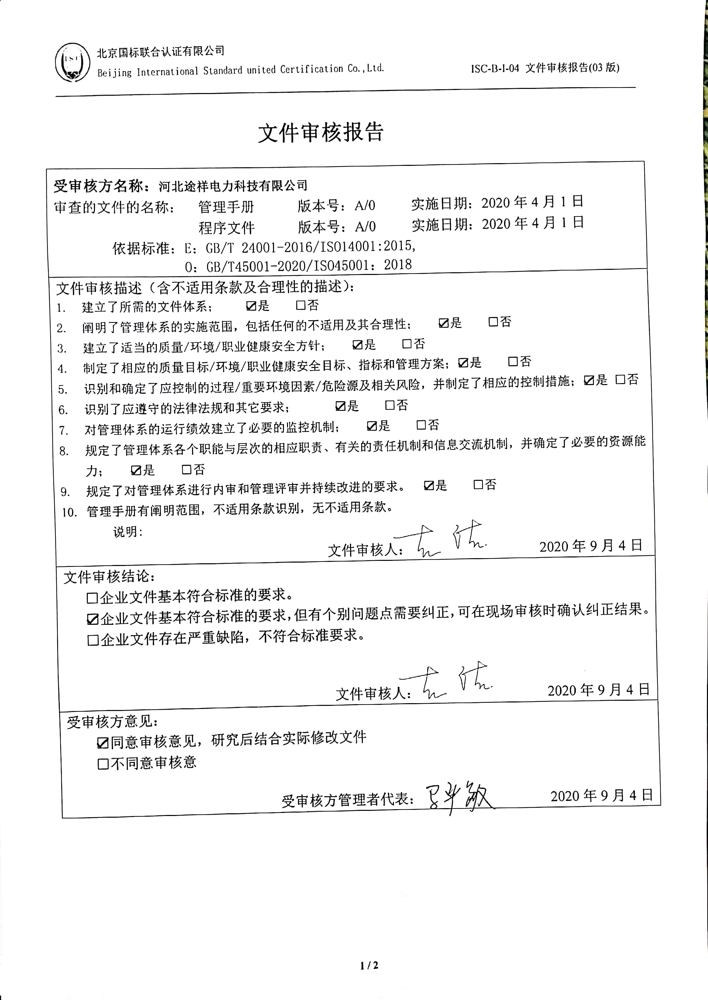 ISC
北京国标联合认证有限公司
Beijing International Standard united Certification Co.,Ltd.
ISC-B-I-04 文件审核报告(03 版)
文件审核报告
受审核方名称：河北途祥电力科技有限公司
审查的文件的名称： 管理手册 版本号：A/0 实施日期：2020 年 4 月 1 日
程序文件 版本号：A/0 实施日期：2020 年 4 月 1 日
依据标准：E：GB/T 24001-2016/ISO14001:2015,
O：GB/T45001-2020/ISO45001：2018
文件审核描述（含不适用条款及合理性的描述）：
1. 建立了所需的文件体系； ☑是 □否
2. 阐明了管理体系的实施范围，包括任何的不适用及其合理性； ☑是 □否
3. 建立了适当的质量/环境/职业健康安全方针； ☑是 □否
4. 制定了相应的质量目标/环境/职业健康安全目标、指标和管理方案；☑是 □否
5. 识别和确定了应控制的过程/重要环境因素/危险源及相关风险，并制定了相应的控制措施；☑是 □否
6. 识别了应遵守的法律法规和其它要求； ☑是 □否
7. 对管理体系的运行绩效建立了必要的监控机制； ☑是 □否
8. 规定了管理体系各个职能与层次的相应职责、有关的责任机制和信息交流机制，并确定了必要的资源能
力； ☑是 □否
9. 规定了对管理体系进行内审和管理评审并持续改进的要求。 ☑是 □否
10. 管理手册有阐明范围，不适用条款识别，无不适用条款。
说明：
文件审核人： 2020 年 9 月 4 日
文件审核结论：
□企业文件基本符合标准的要求。
☑企业文件基本符合标准的要求,但有个别问题点需要纠正,可在现场审核时确认纠正结果。
□企业文件存在严重缺陷，不符合标准要求。
文件审核人： 2020 年 9 月 4 日
受审核方意见：
☑同意审核意见，研究后结合实际修改文件
□不同意审核意
受审核方管理者代表： 2020 年 9 月 4 日
1 / 2